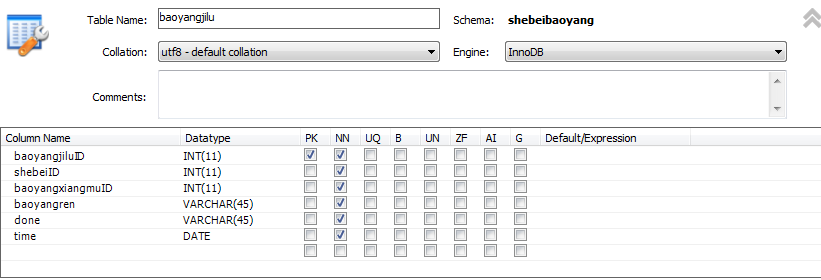 Table Name: baoyangjilu Schema: shebeibaoyang
Collation: utf8 - default collation Engine: InnoDB
Comments:
Column Name Datatype PK NN UQ B UN ZF AI G Default/Expression
baoyangjiluID INT(11)
shebeiID INT(11)
baoyangxiangmuID INT(11)
baoyangren VARCHAR(45)
done VARCHAR(45)
time DATE